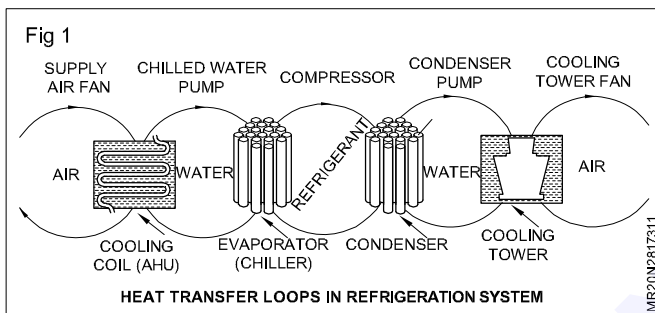 Fig 1
SUPPLY
AIR FAN
CHILLED WATER
PUMP
COMPRESSOR
CONDENSER
PUMP
COOLING
TOWER FAN
AIR
WATER
REFRIGERANT
WATER
AIR
COOLING
COIL (AHU)
EVAPORATOR
(CHILLER)
CONDENSER
COOLING
TOWER
HEAT TRANSFER LOOPS IN REFRIGERATION SYSTEM
MR20N2817311